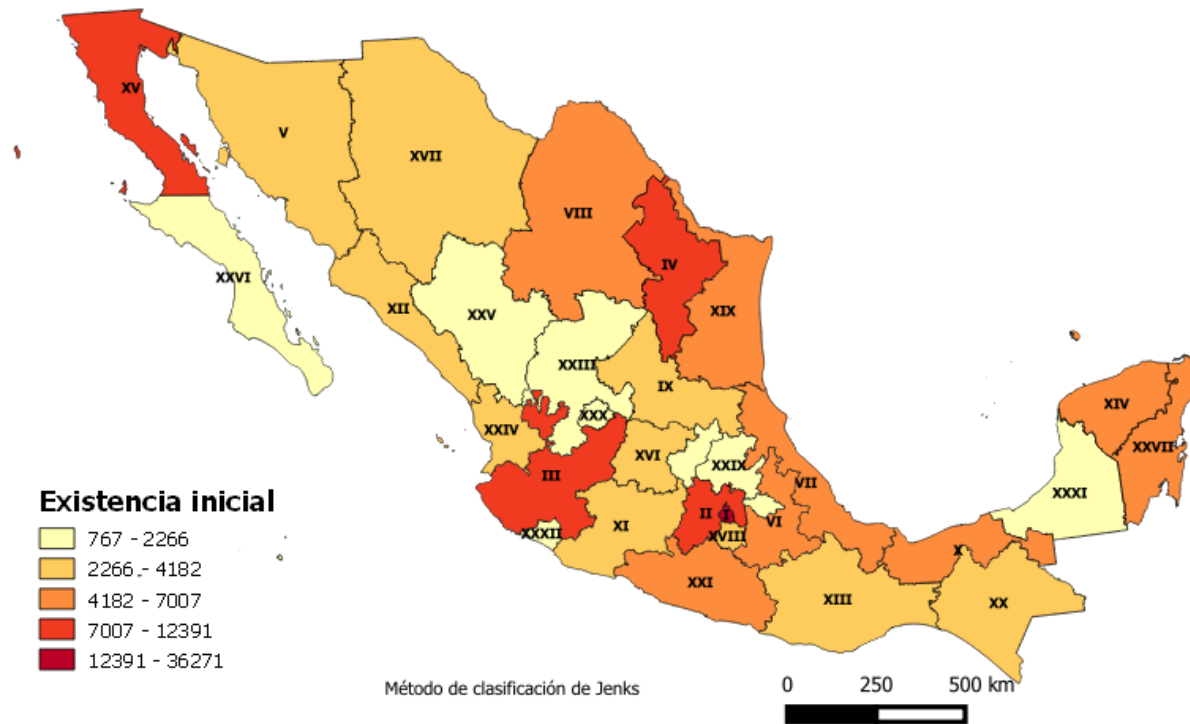 XV
V
XVII
VIII
IV
XXVI
XII
XXV
XIX
XXIII
IX
XXX
XXIV
XVI
XXIX
III
XIV
XXVII
XXXI
VII
II
I
VI
XVIII
XXXII
XI
XXI
XIII
X
XX
Existencia inicial
767 - 2266
2266 - 4182
4182 - 7007
7007 - 12391
12391 - 36271
Método de clasificación de Jenks
0 250 500 km